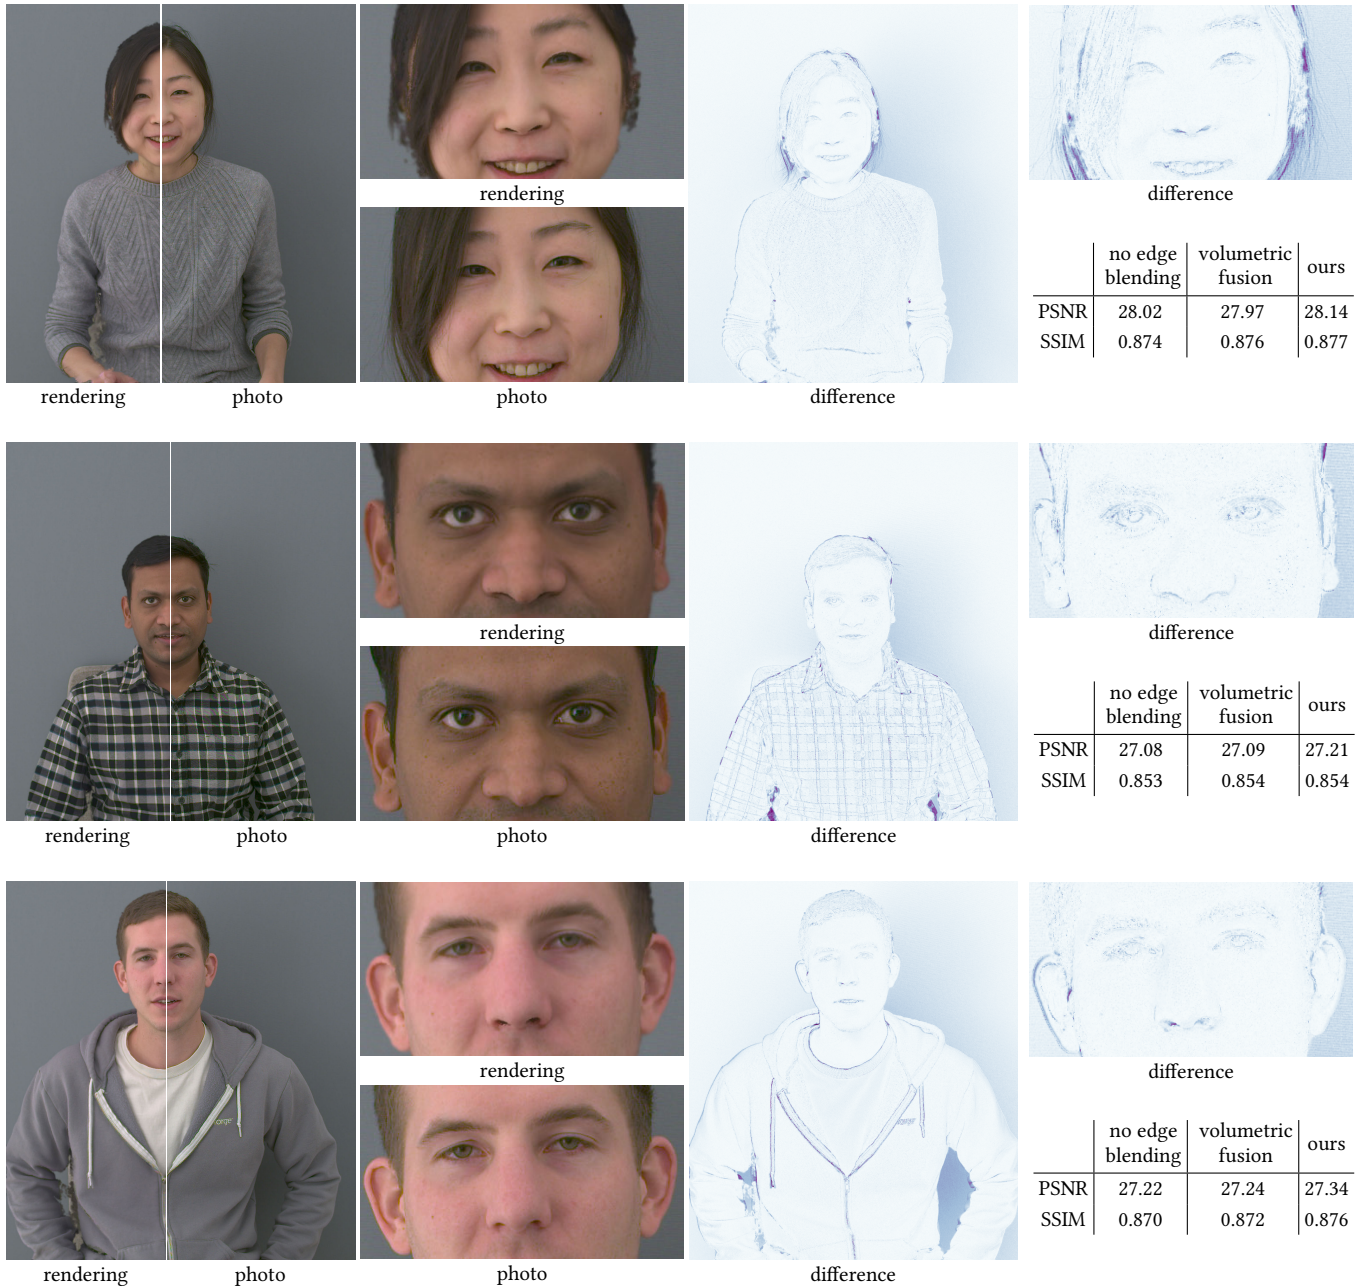 rendering
difference
no edge volumetric ours
blending fusion
PSNR 28.02 27.97 28.14
SSIM 0.874 0.876 0.877
rendering photo photo difference
rendering
difference
no edge volumetric ours
blending fusion
PSNR 27.08 27.09 27.21
SSIM 0.853 0.854 0.854
rendering photo photo difference
rendering
difference
no edge volumetric ours
blending fusion
PSNR 27.22 27.24 27.34
SSIM 0.870 0.872 0.876
rendering photo photo difference